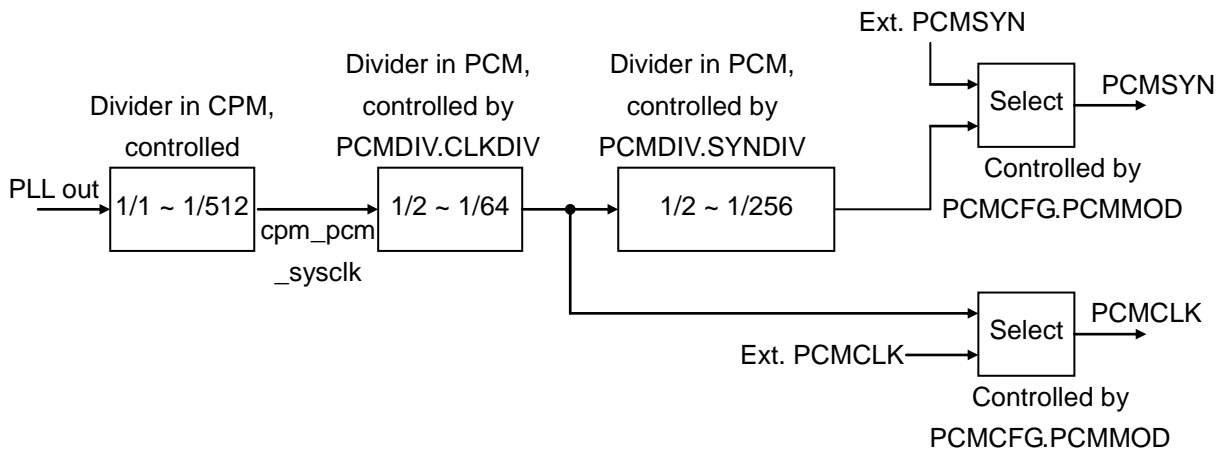 Ext. PCMSYN
Divider in PCM,
controlled by
PCMDIV.CLKDIV
Divider in PCM,
controlled by
PCMDIV.SYNDIV
Divider in CPM,
controlled
PLL out
1/1 ~ 1/512
cpm_pcm
_sysclk
1/2 ~ 1/64
1/2 ~ 1/256
Select
PCMSYN
Controlled by
PCMCFG.PCMMOD
Ext. PCMCLK
Select
PCMCLK
Controlled by
PCMCFG.PCMMOD